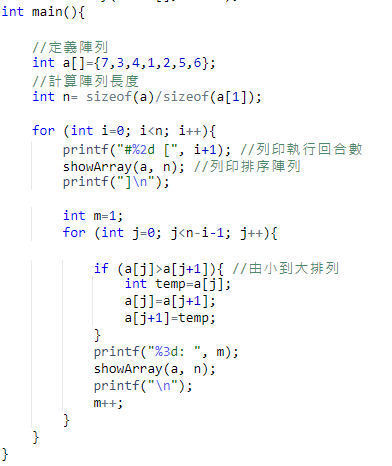 int main(){
//定義陣列
int a[]={7,3,4,1,2,5,6};
//計算陣列長度
int n= sizeof(a)/sizeof(a[1]);
for (int i=0; i<n; i++){
printf("#%2d [", i+1); //列印執行回合數
showArray(a, n); //列印排序陣列
printf("]\n");
int m=1;
for (int j=0; j<n-i-1; j++){
if (a[j]>a[j+1]){ //由小到大排列
int temp=a[j];
a[j]=a[j+1];
a[j+1]=temp;
}
printf("%3d: ", m);
showArray(a, n);
printf("\n");
m++;
}
}
}